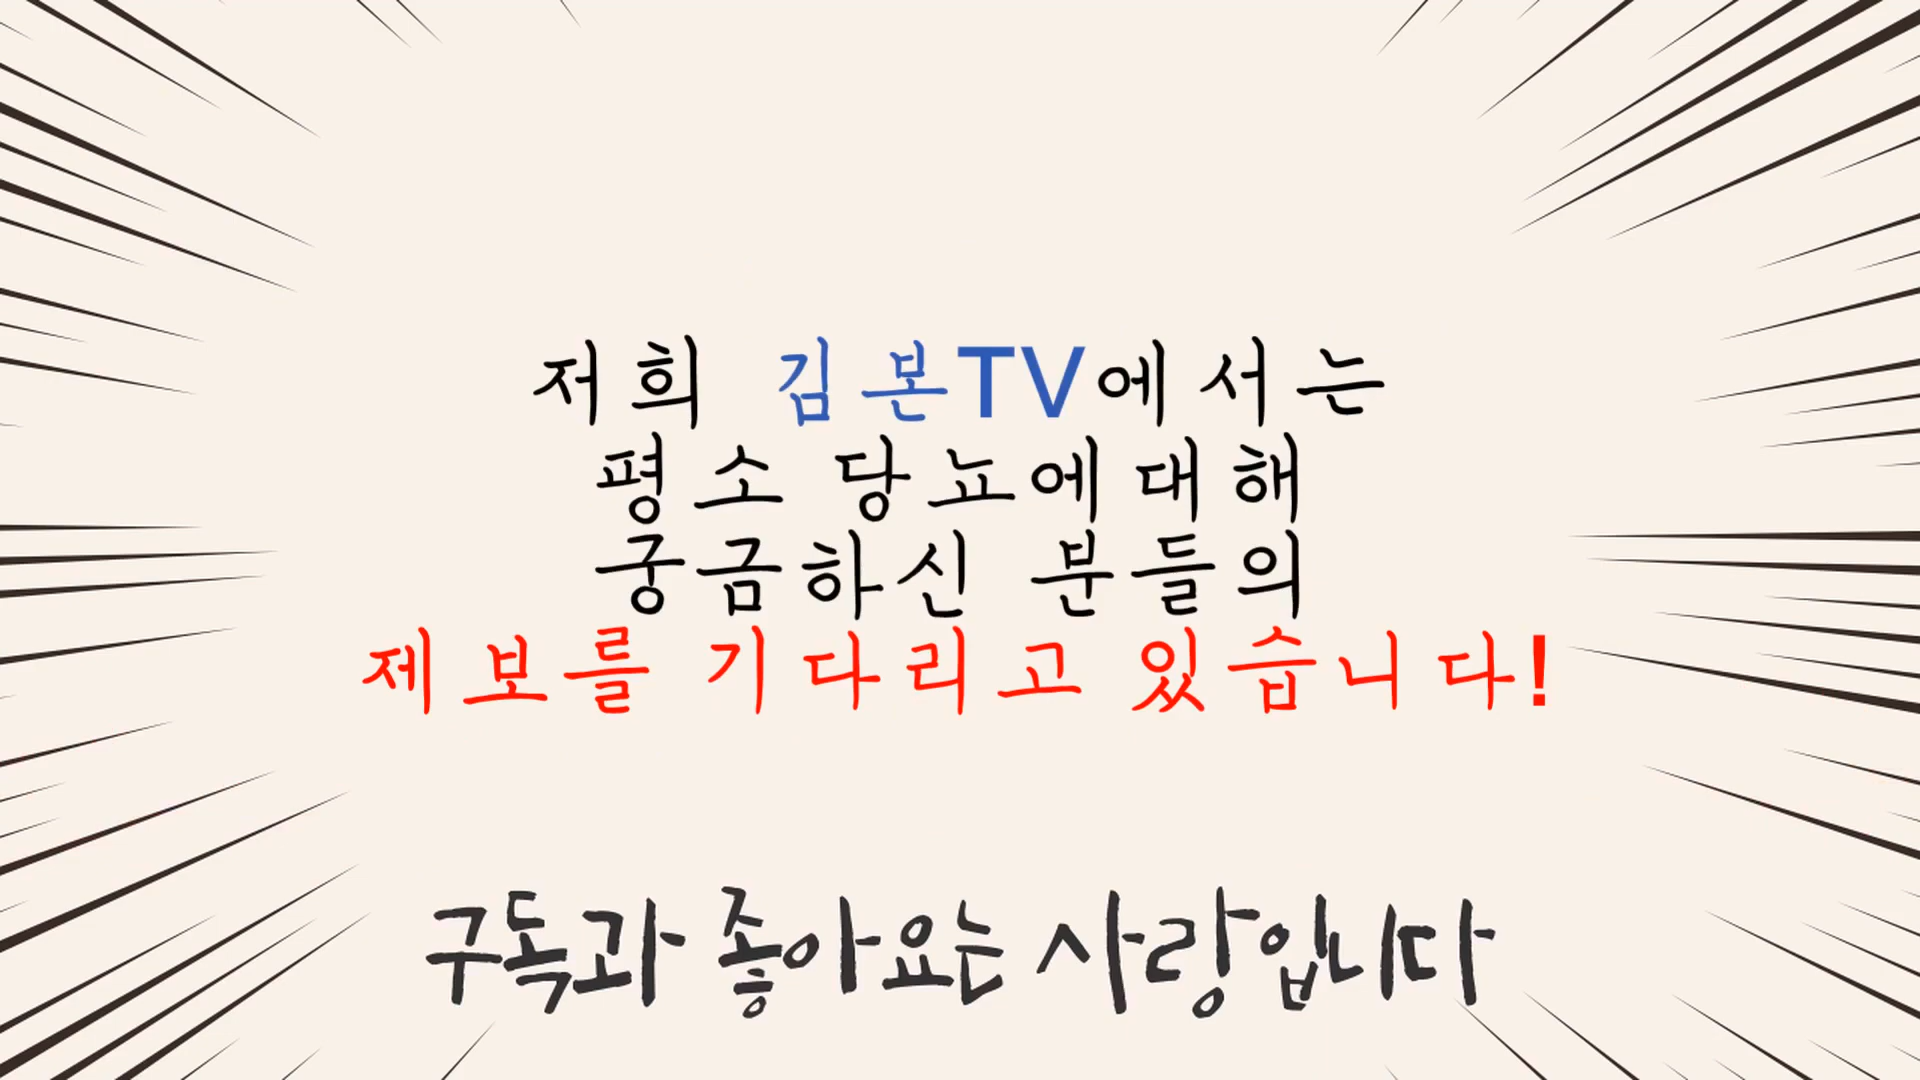 저희 김본TV에서는
평소 당뇨에대해
궁금하신 분들의
제보를 기다리고 있습니다!
구독과 좋아요는 사랑입니다